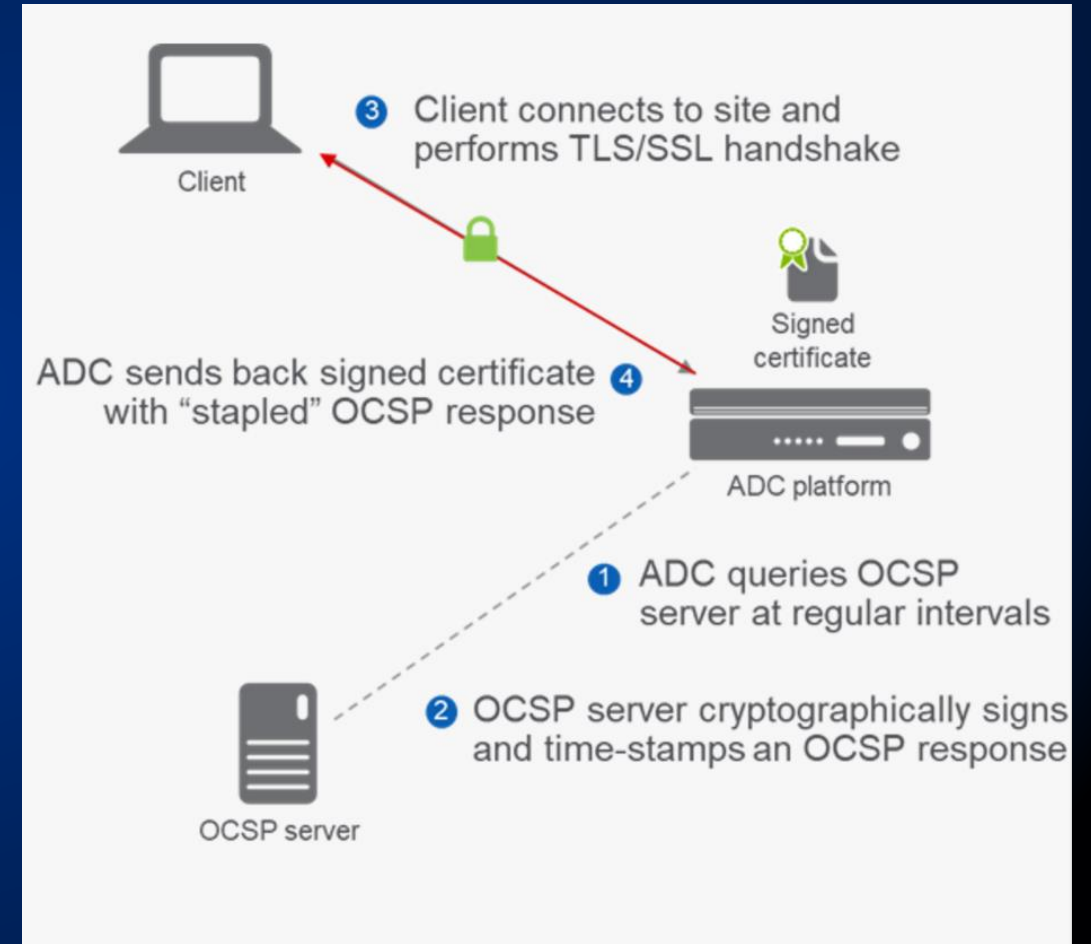 3 Client connects to site and
performs TLS/SSL handshake
Client
Signed
certificate
ADC sends back signed certificate 4
with “stapled” OCSP response
ADC platform
1 ADC queries OCSP
server at regular intervals
2 OCSP server cryptographically signs
and time-stamps an OCSP response
OCSP server